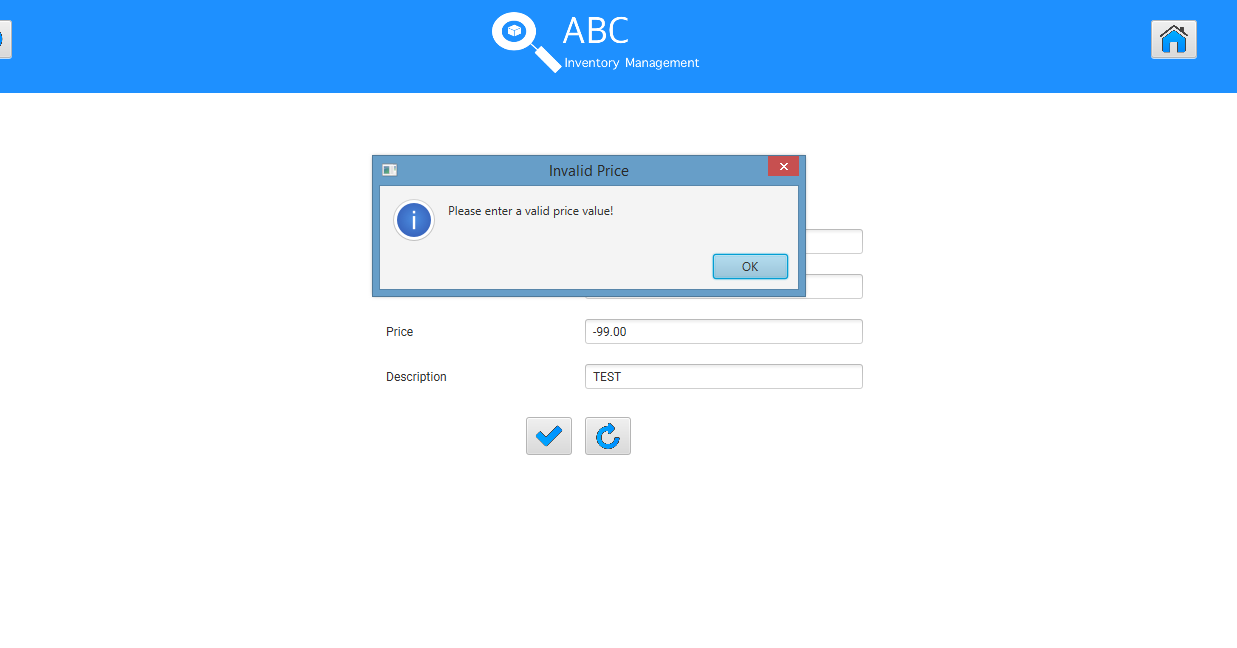 ABC
Inventory Management
Invalid Price
Please enter a valid price value!
OK
Price
-99.00
Description
TEST